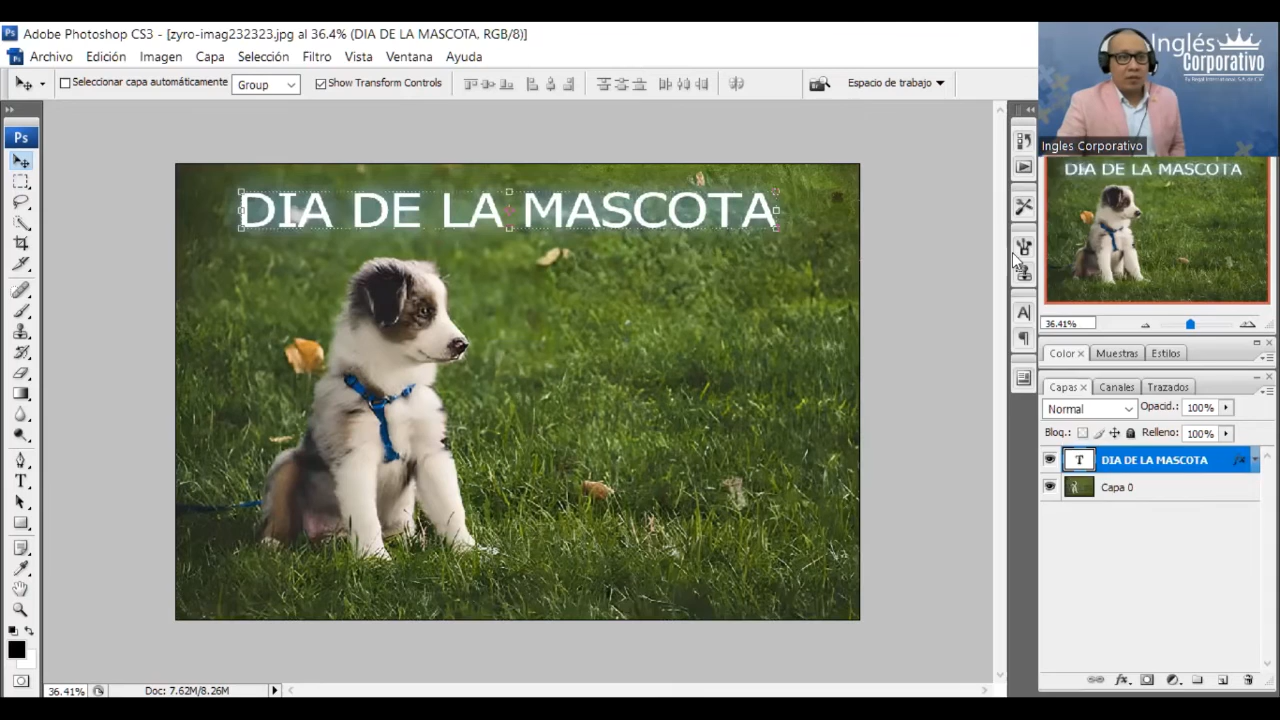 Adobe Photoshop CS3 - [zyro-imag232323.jpg al 36.4% (DIA DE LA MASCOTA, RGB/8)]
Archivo Edición Imagen Capa Selección Filtro Vista Ventana Ayuda
Seleccionar capa automáticamente Group Show Transform Controls Espacio de trabajo
Inglés
Corporativo
Ingles Corporativo
Ps
DIA DE LA MASCOTA
DIA DE LA MASCOTA
36.41%
Color Muestras Estilos
Capas Canales Trazados
Normal Opacid.: 100%
Bloq.: Relleno: 100%
T DIA DE LA MASCOTA fx
Capa 0
36.41% Doc: 7.62M/8.26M